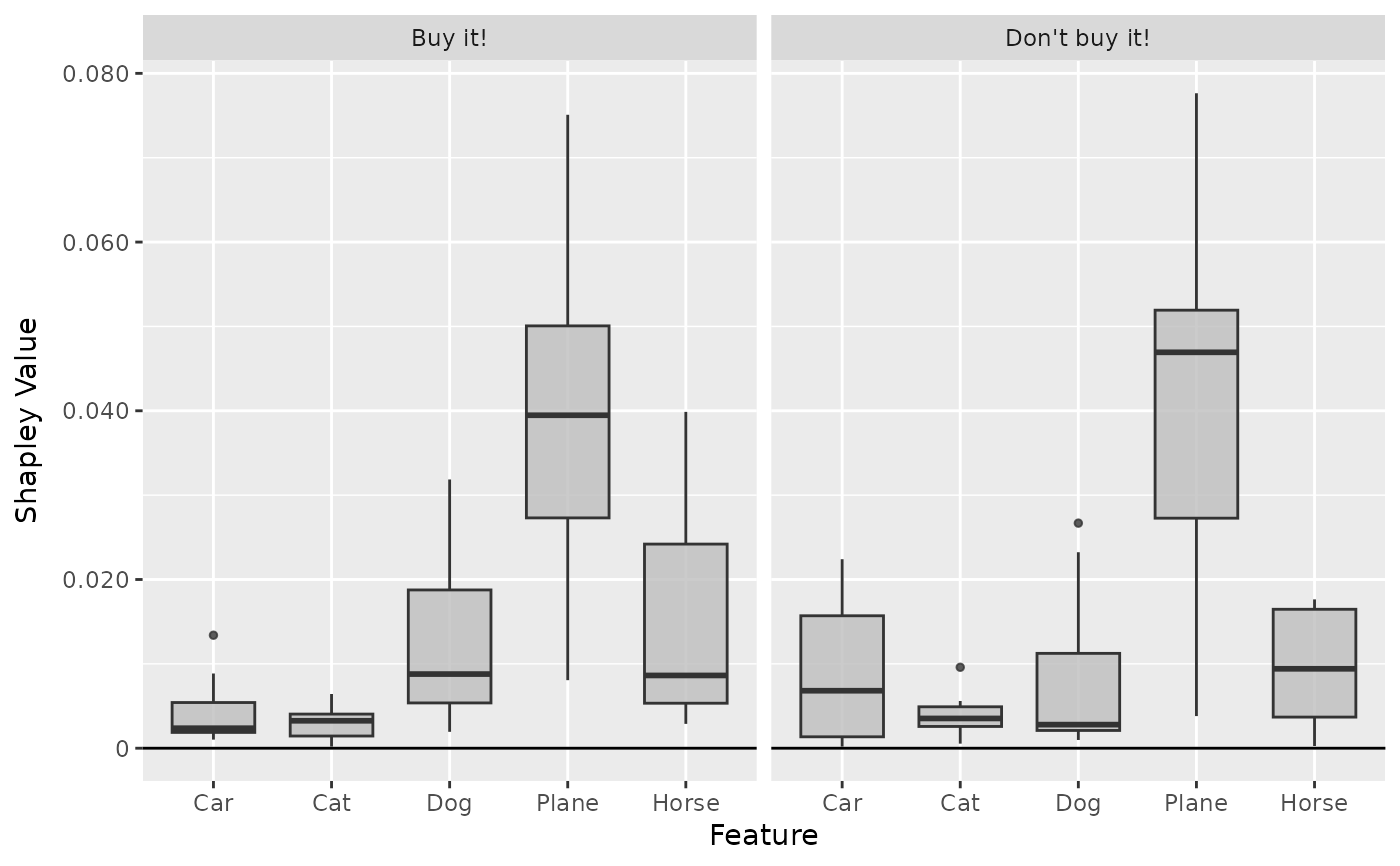 Buy it!
Don't buy it!
0.080
0.060
0.040
0.020
0
Shapley Value
Car Cat Dog Plane Horse
Car Cat Dog Plane Horse
Feature